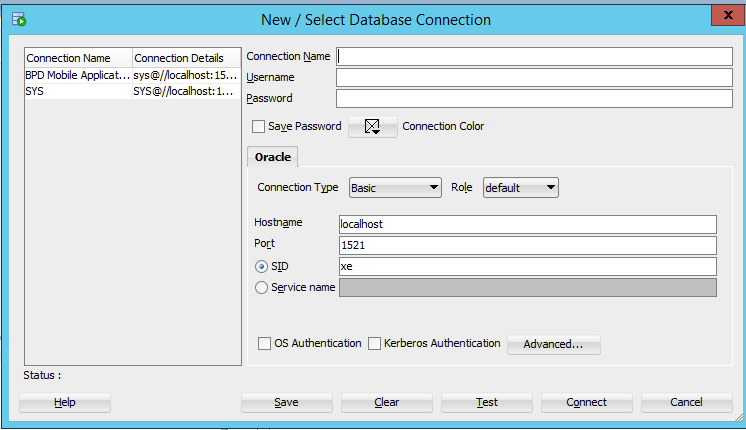 New / Select Database Connection
X
Connection Name Connection Details
BPD Mobile Applicat... sys@//localhost:15...
SYS SYS@//localhost:1...
Connection Name
Username
Password
Save Password Connection Color
Oracle
Connection Type Basic Role default
Hostname localhost
Port 1521
SID xe
Service name
OS Authentication Kerberos Authentication Advanced...
Status :
Help Save Clear Test Connect Cancel